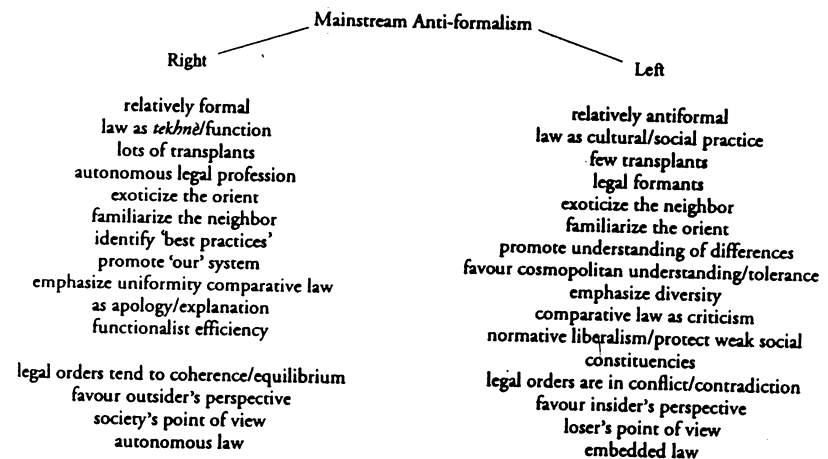 Mainstream Anti-formalism
Right
relatively formal
law as tekhnè/function
lots of transplants
autonomous legal profession
exoticize the orient
familiarize the neighbor
identify ‘best practices’
promote ‘our’ system
emphasize uniformity comparative law
as apology/explanation
functionalist efficiency
legal orders tend to coherence/equilibrium
favour outsider’s perspective
society’s point of view
autonomous law
Left
relatively antiformal
law as cultural/social practice
few transplants
legal formants
exoticize the neighbor
familiarize the orient
promote understanding of differences
favour cosmopolitan understanding/tolerance
emphasize diversity
comparative law as criticism
normative liberalism/protect weak social
constituencies
legal orders are in conflict/contradiction
favour insider’s perspective
loser’s point of view
embedded law